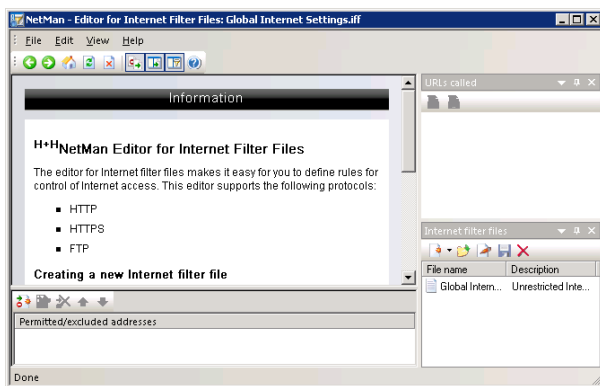 NetMan - Editor for Internet Filter Files: Global Internet Settings.iff
File Edit View Help
Information
H+HNetMan Editor for Internet Filter Files
The editor for Internet filter files makes it easy for you to define rules for
control of Internet access. This editor supports the following protocols:
HTTP
HTTPS
FTP
Creating a new Internet filter file
Permitted/excluded addresses
URLs called
Internet filter files
File name Description
Global Intern... Unrestricted Inte...
Done